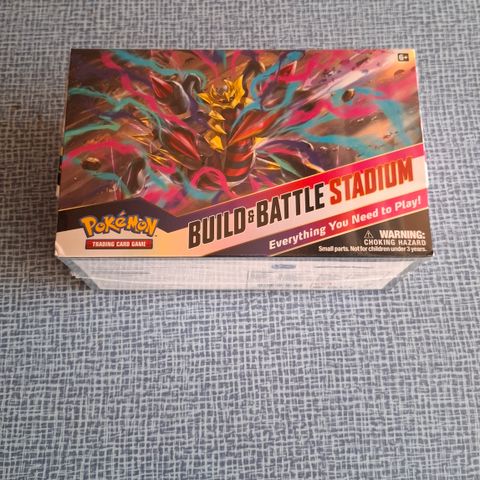 6+
BUILD & BATTLE STADIUM
Everything You Need to Play!
POKÉMON
TRADING CARD GAME
WARNING:
CHOKING HAZARD
Small parts. Not for children under 3 years.